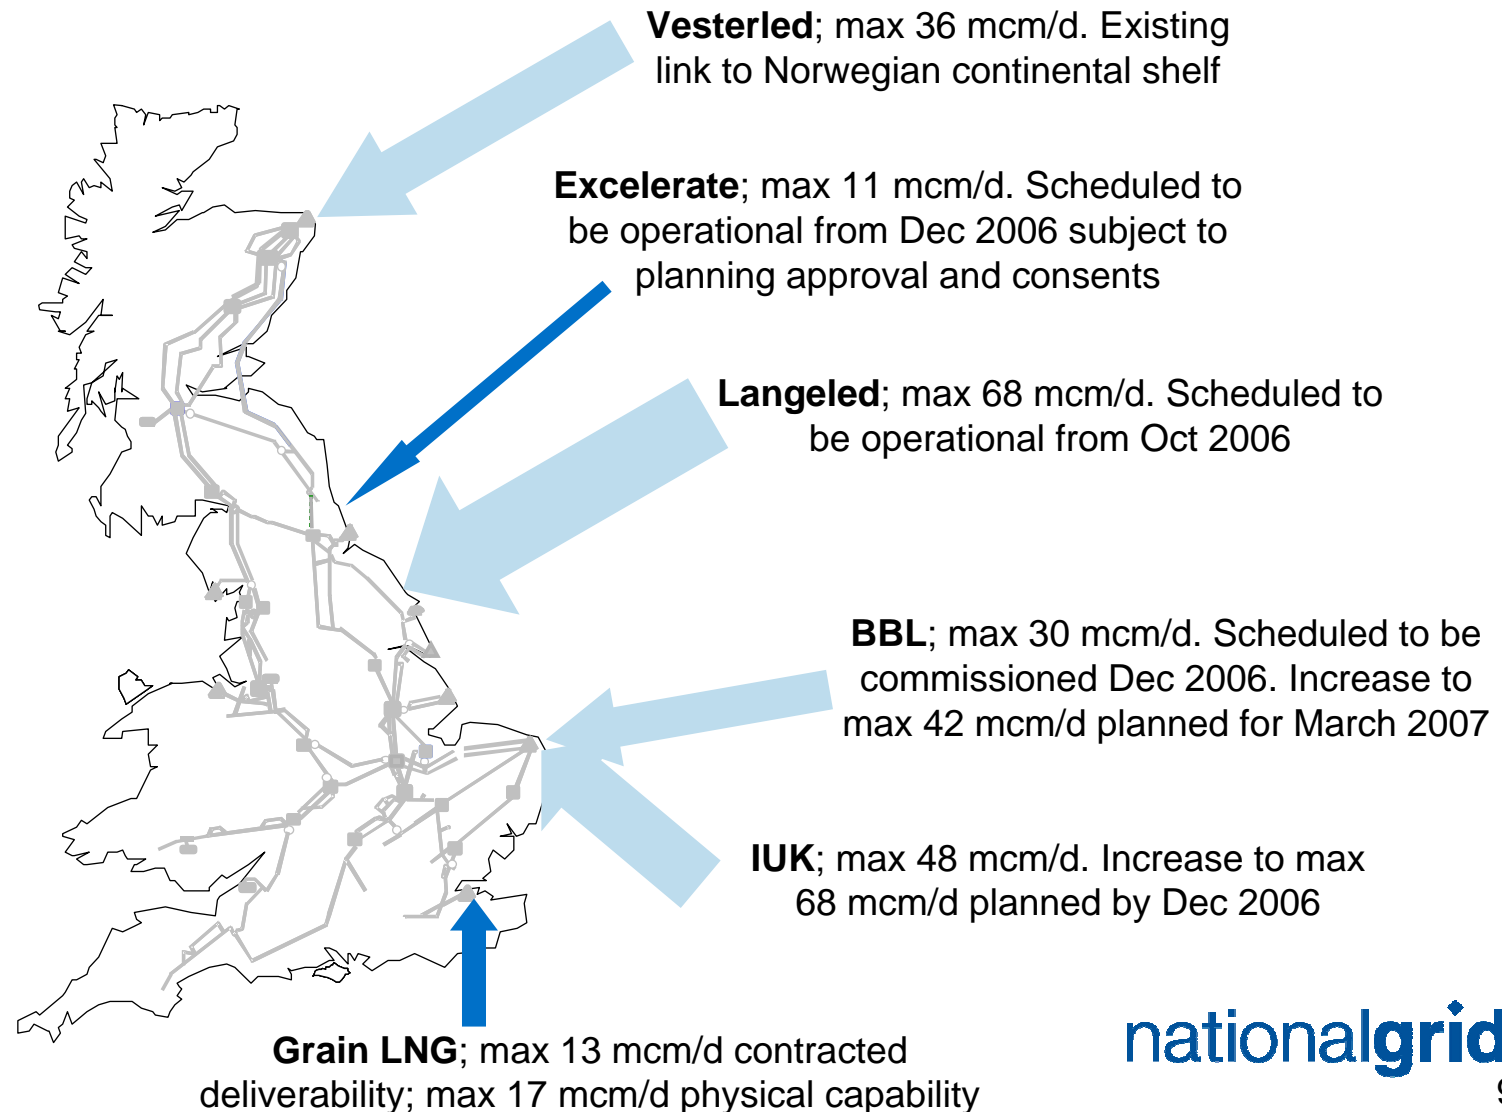 Vesterled; max 36 mcm/d. Existing
link to Norwegian continental shelf
Excelerate; max 11 mcm/d. Scheduled to
be operational from Dec 2006 subject to
planning approval and consents
Langeled; max 68 mcm/d. Scheduled to
be operational from Oct 2006
BBL; max 30 mcm/d. Scheduled to be
commissioned Dec 2006. Increase to
max 42 mcm/d planned for March 2007
IUK; max 48 mcm/d. Increase to max
68 mcm/d planned by Dec 2006
Grain LNG; max 13 mcm/d contracted
deliverability; max 17 mcm/d physical capability
nationalgrid